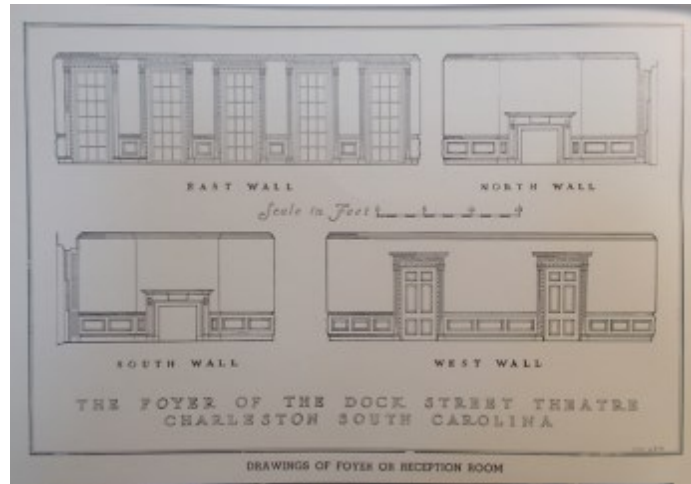 EAST WALL
NORTH WALL
Scale in Feet
SOUTH WALL
WEST WALL
THE FOYER OF THE DOCK STREET THEATRE
CHARLESTON SOUTH CAROLINA
DRAWINGS OF FOYER OR RECEPTION ROOM